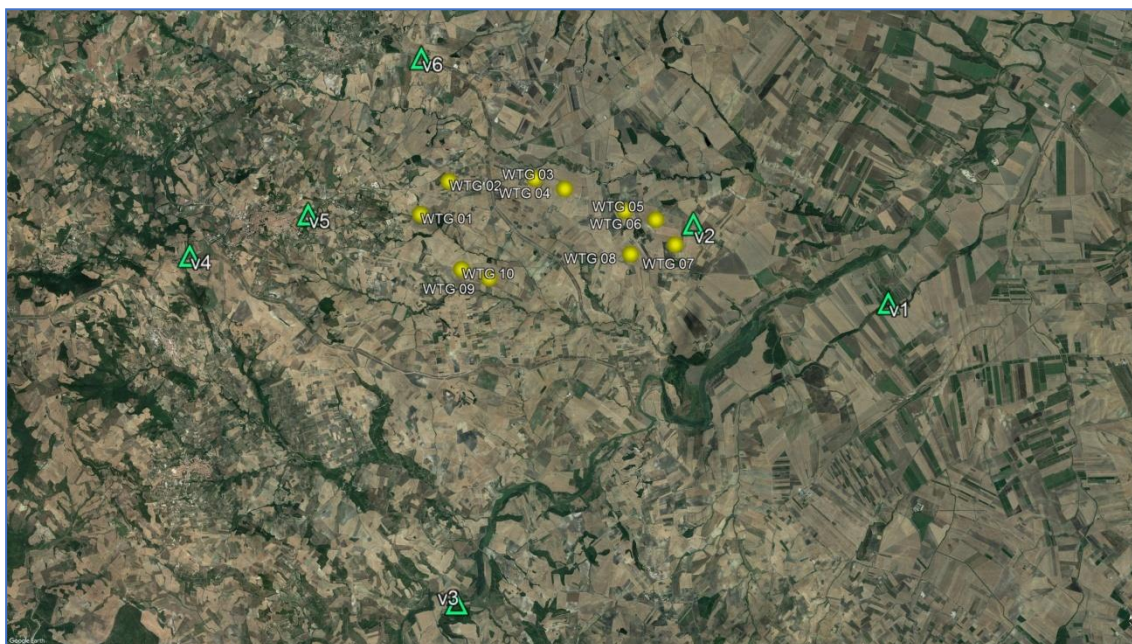 v6
WTG 03
WTG 02
WTG 04
WTG 05
v5
WTG 01
WTG 06
v2
v4
WTG 08
WTG 07
WTG 10
WTG 09
v1
v3
Google Earth